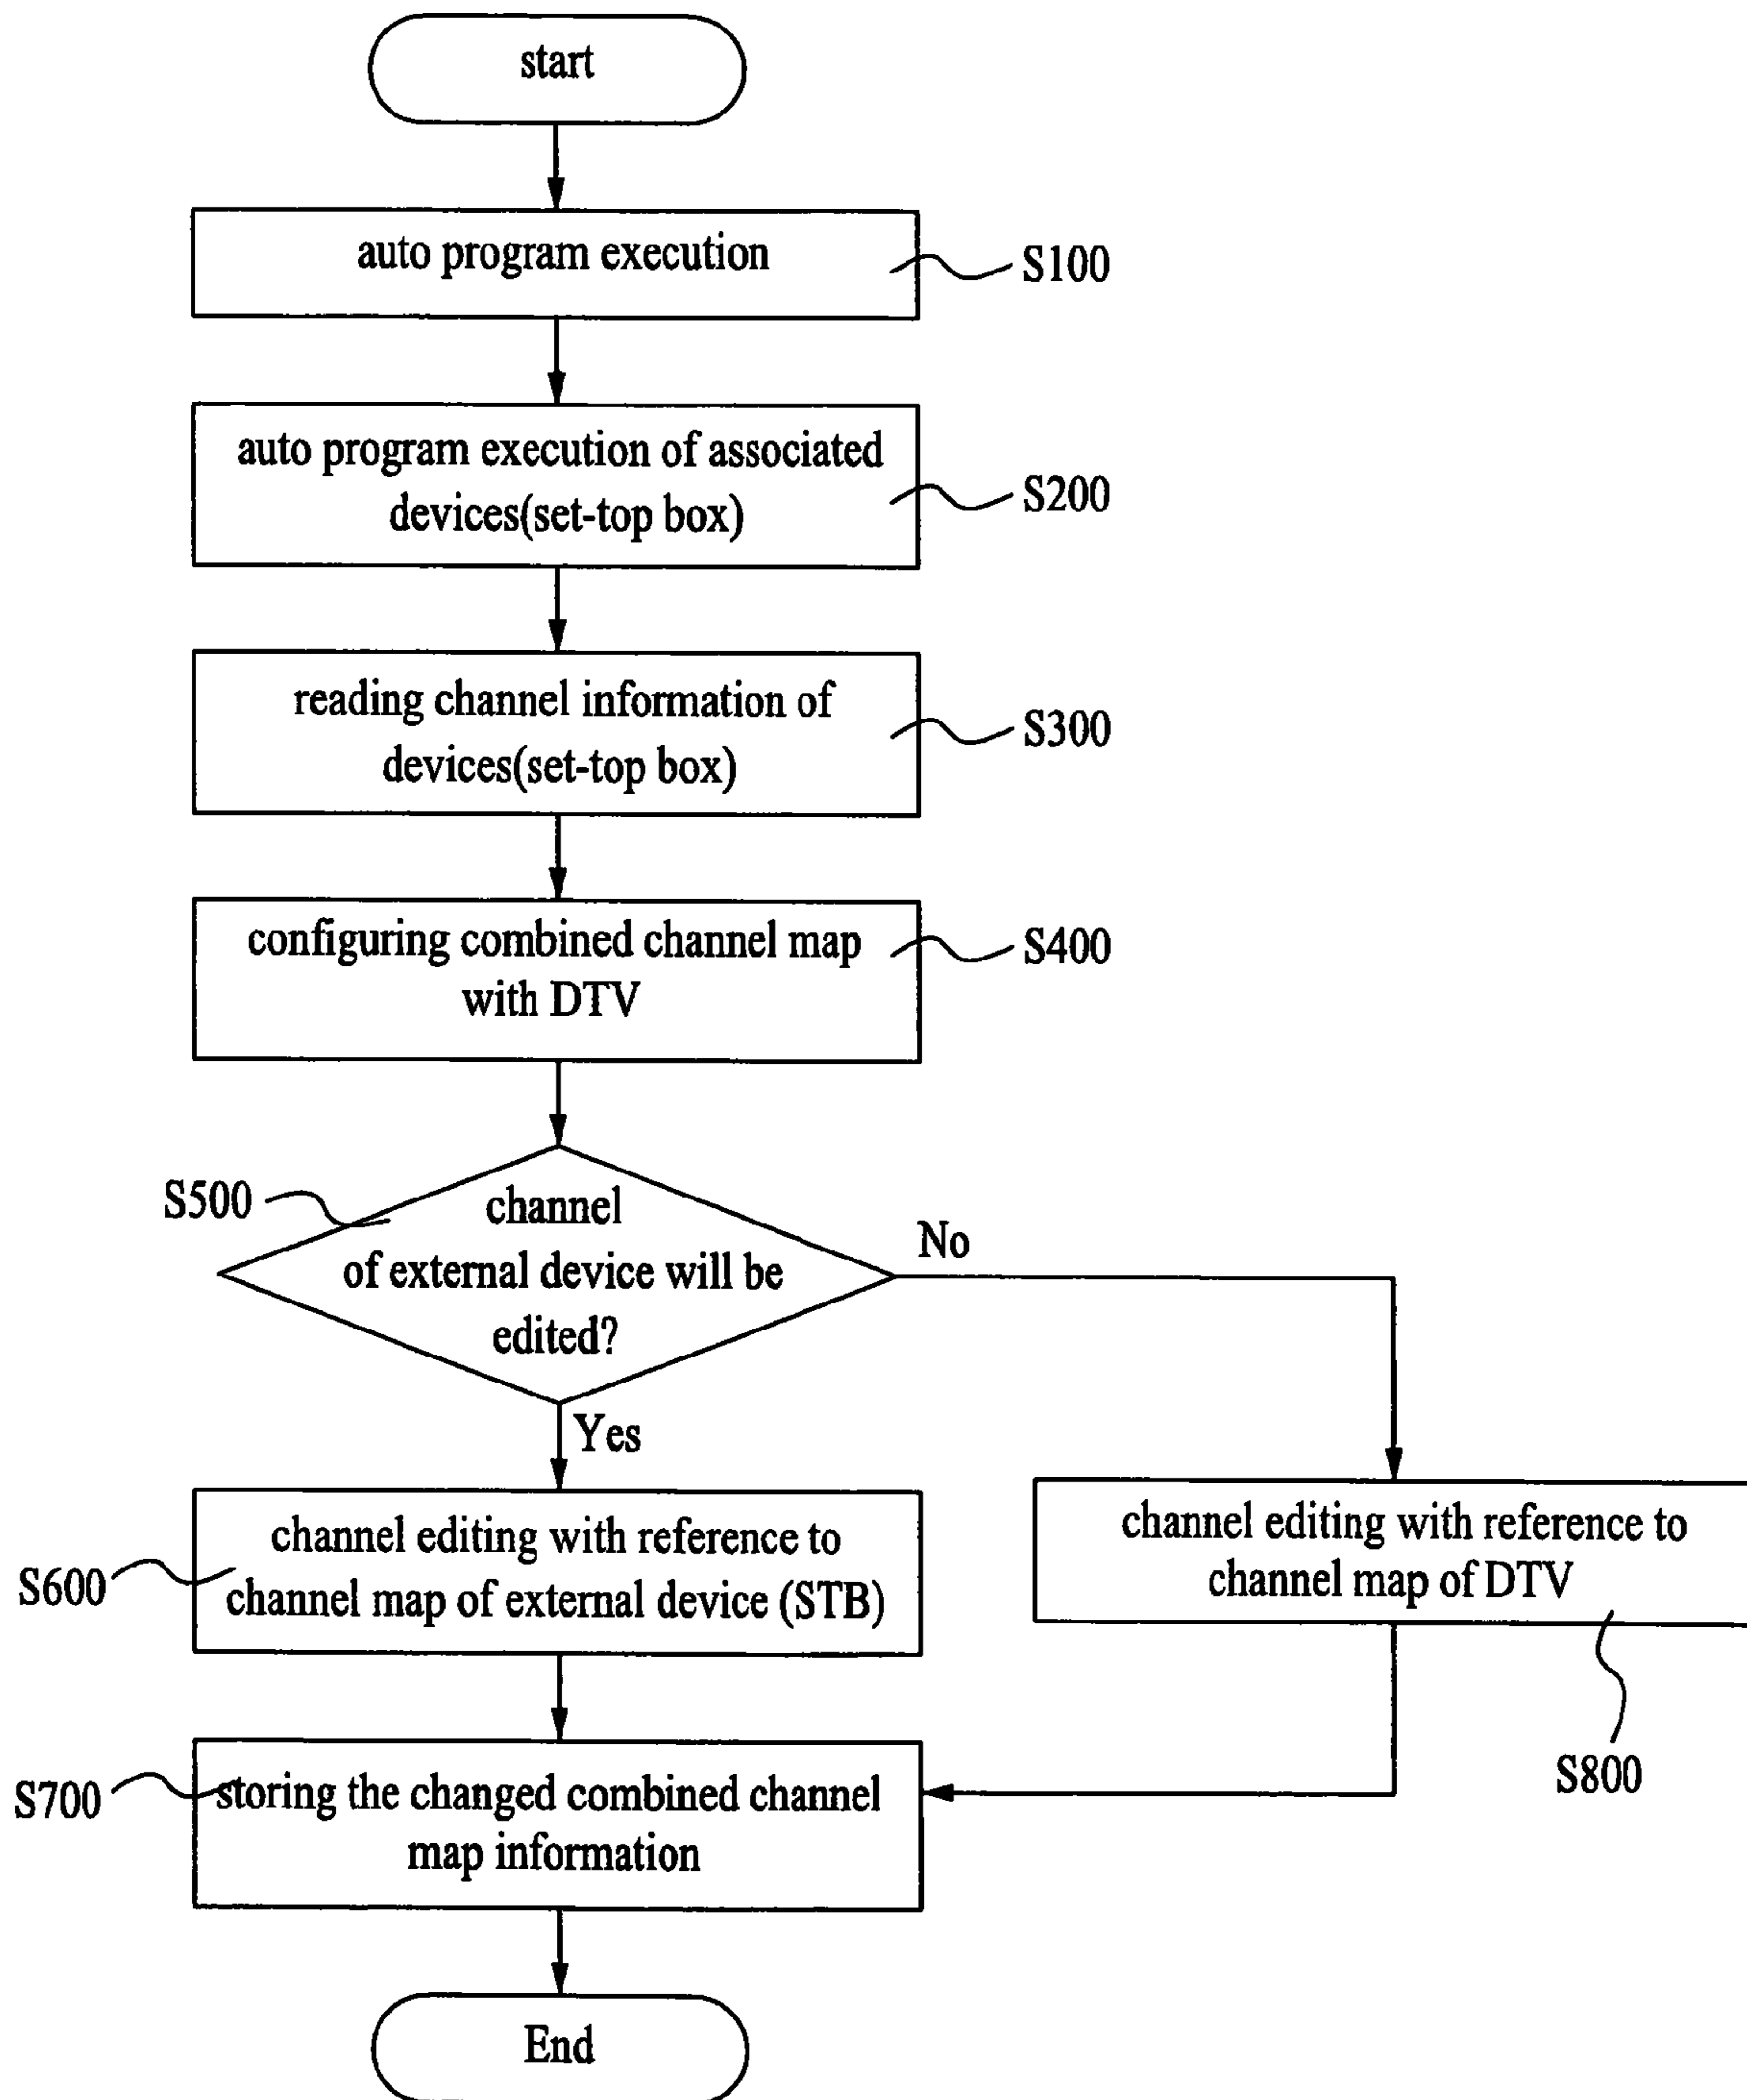 start
auto program execution
S100
auto program execution of associated
devices(set-top box)
S200
reading channel information of
devices(set-top box)
S300
configuring combined channel map
with DTV
S400
S500
channel
of external device will be
edited?
No
Yes
channel editing with reference to
channel map of external device (STB)
S600
channel editing with reference to
channel map of DTV
S800
storing the changed combined channel
map information
S700
End